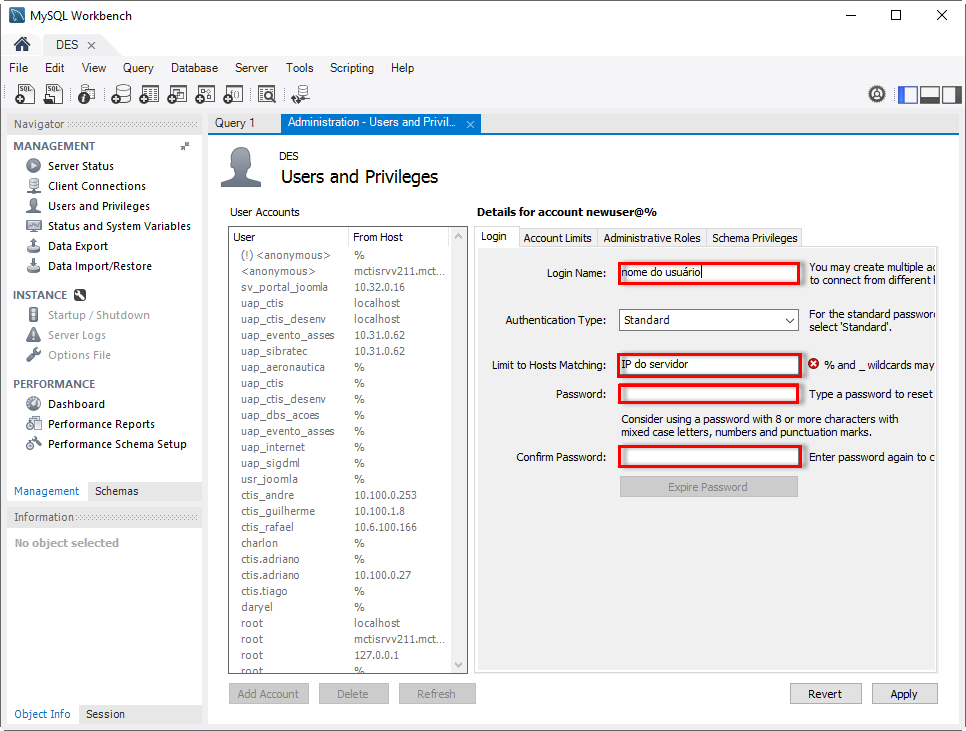 MySQL Workbench
DES
File Edit View Query Database Server Tools Scripting Help
Navigator
MANAGEMENT
Server Status
Client Connections
Users and Privileges
Status and System Variables
Data Export
Data Import/Restore
INSTANCE
Startup / Shutdown
Server Logs
Options File
PERFORMANCE
Dashboard
Performance Reports
Performance Schema Setup
Management Schemas
Information
No object selected
Object Info Session
Query 1 Administration - Users and Privil...
DES
Users and Privileges
User Accounts
User From Host
(!) <anonymous> %
<anonymous> mctisrvv211.mct...
sv_portal_joomla 10.32.0.16
uap_ctis localhost
uap_ctis_desenv localhost
uap_evento_asses 10.31.0.62
uap_sibratec 10.31.0.62
uap_aeronautica %
uap_ctis %
uap_ctis_desenv %
uap_dbs_acoes %
uap_evento_asses %
uap_internet %
uap_sigdml %
usr_joomla %
ctis_andre 10.100.0.253
ctis_guilherme 10.100.1.8
ctis_rafael 10.6.100.166
charlon %
ctis.adriano %
ctis.adriano 10.100.0.27
ctis.tiago %
daryel %
root localhost
root mctisrvv211.mct...
root 127.0.0.1
root %
Add Account Delete Refresh
Details for account newuser@%
Login Account Limits Administrative Roles Schema Privileges
Login Name: nome do usuário You may create multiple ac
to connect from different
Authentication Type: Standard For the standard password
select 'Standard'.
Limit to Hosts Matching: IP do servidor % and _ wildcards may
Password: Type a password to reset
Consider using a password with 8 or more characters with
mixed case letters, numbers and punctuation marks.
Confirm Password: Enter password again to c
Expire Password
Revert Apply